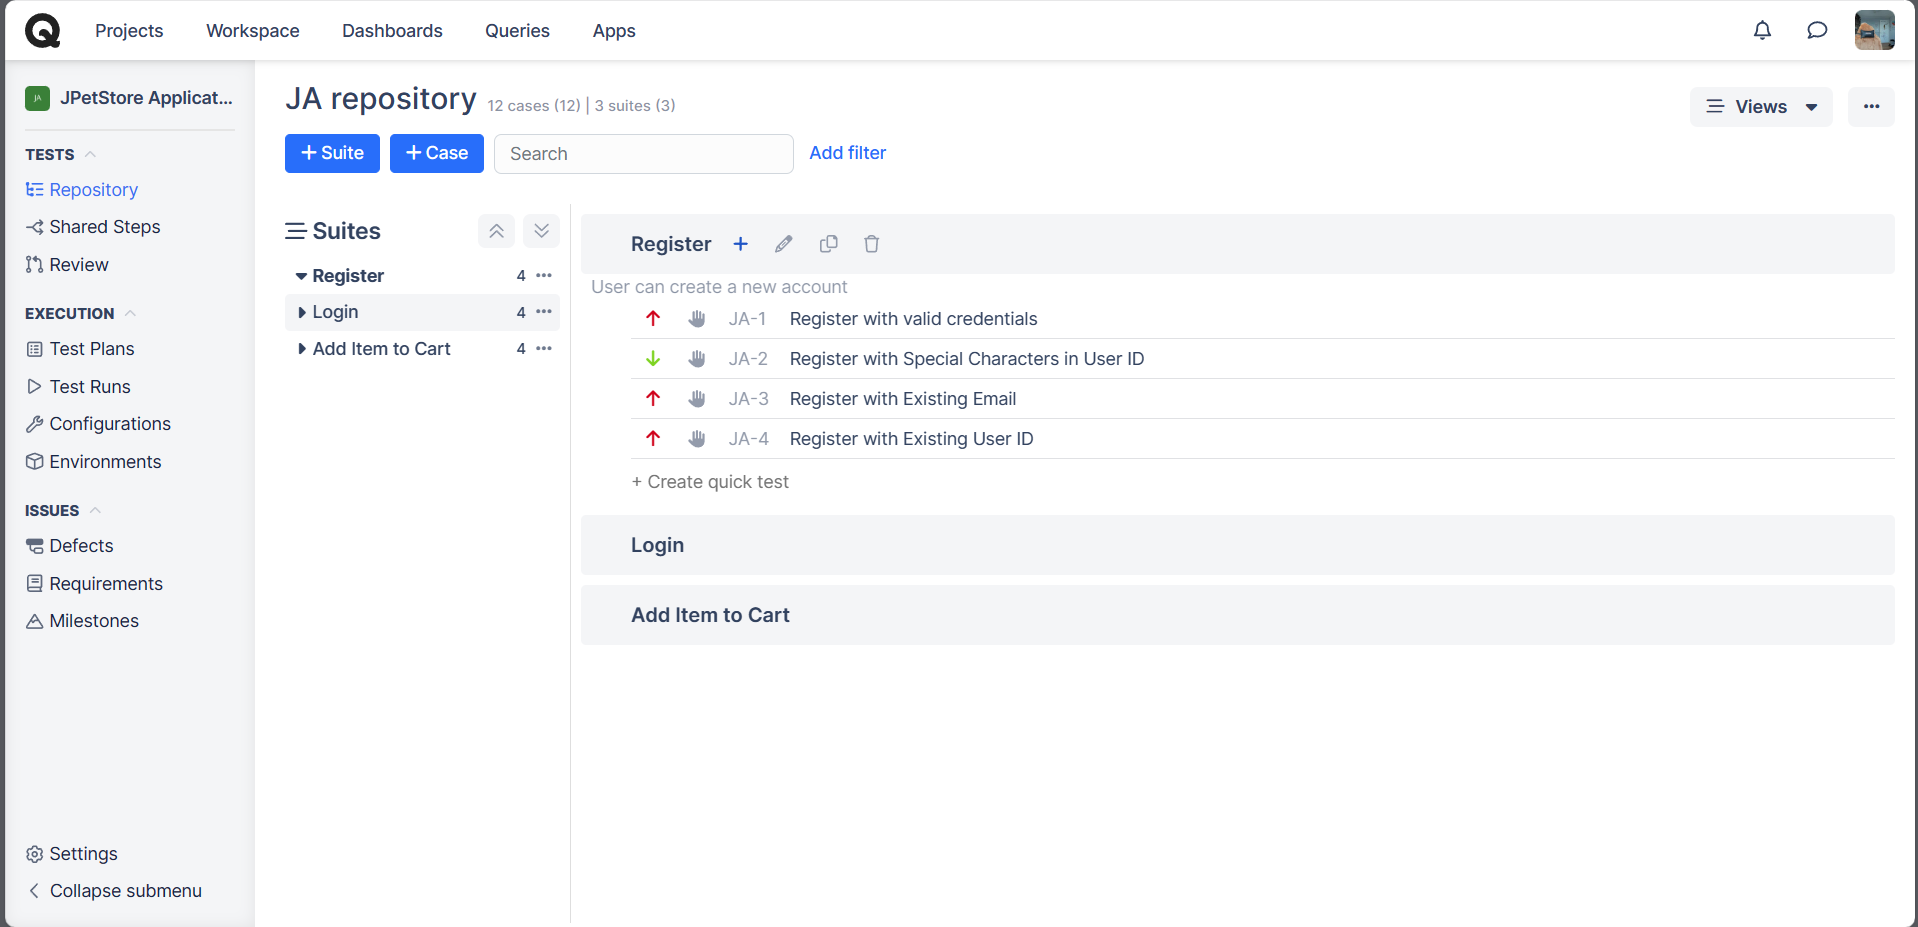 Projects Workspace Dashboards Queries Apps
JA JPetStore Applicat...
TESTS
Repository
Shared Steps
Review
EXECUTION
Test Plans
Test Runs
Configurations
Environments
ISSUES
Defects
Requirements
Milestones
Settings
Collapse submenu
JA repository 12 cases (12) | 3 suites (3)
Views
+ Suite + Case Search Add filter
Suites
Register 4
Login 4
Add Item to Cart 4
Register
User can create a new account
JA-1 Register with valid credentials
JA-2 Register with Special Characters in User ID
JA-3 Register with Existing Email
JA-4 Register with Existing User ID
+ Create quick test
Login
Add Item to Cart